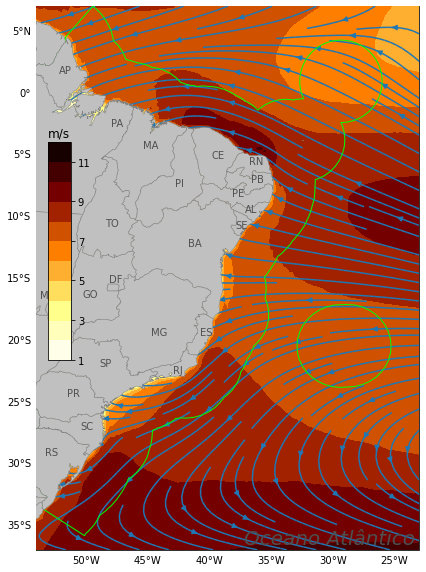 5°N
0°
5°S
10°S
15°S
20°S
25°S
30°S
35°S
50°W
45°W
40°W
35°W
30°W
25°W
m/s
11
9
7
5
3
1
AP
PA
MA
CE
RN
PB
PI
PE
AL
SE
TO
BA
DF
GO
M
MG
ES
SP
RJ
PR
SC
RS
Oceano Atlântico